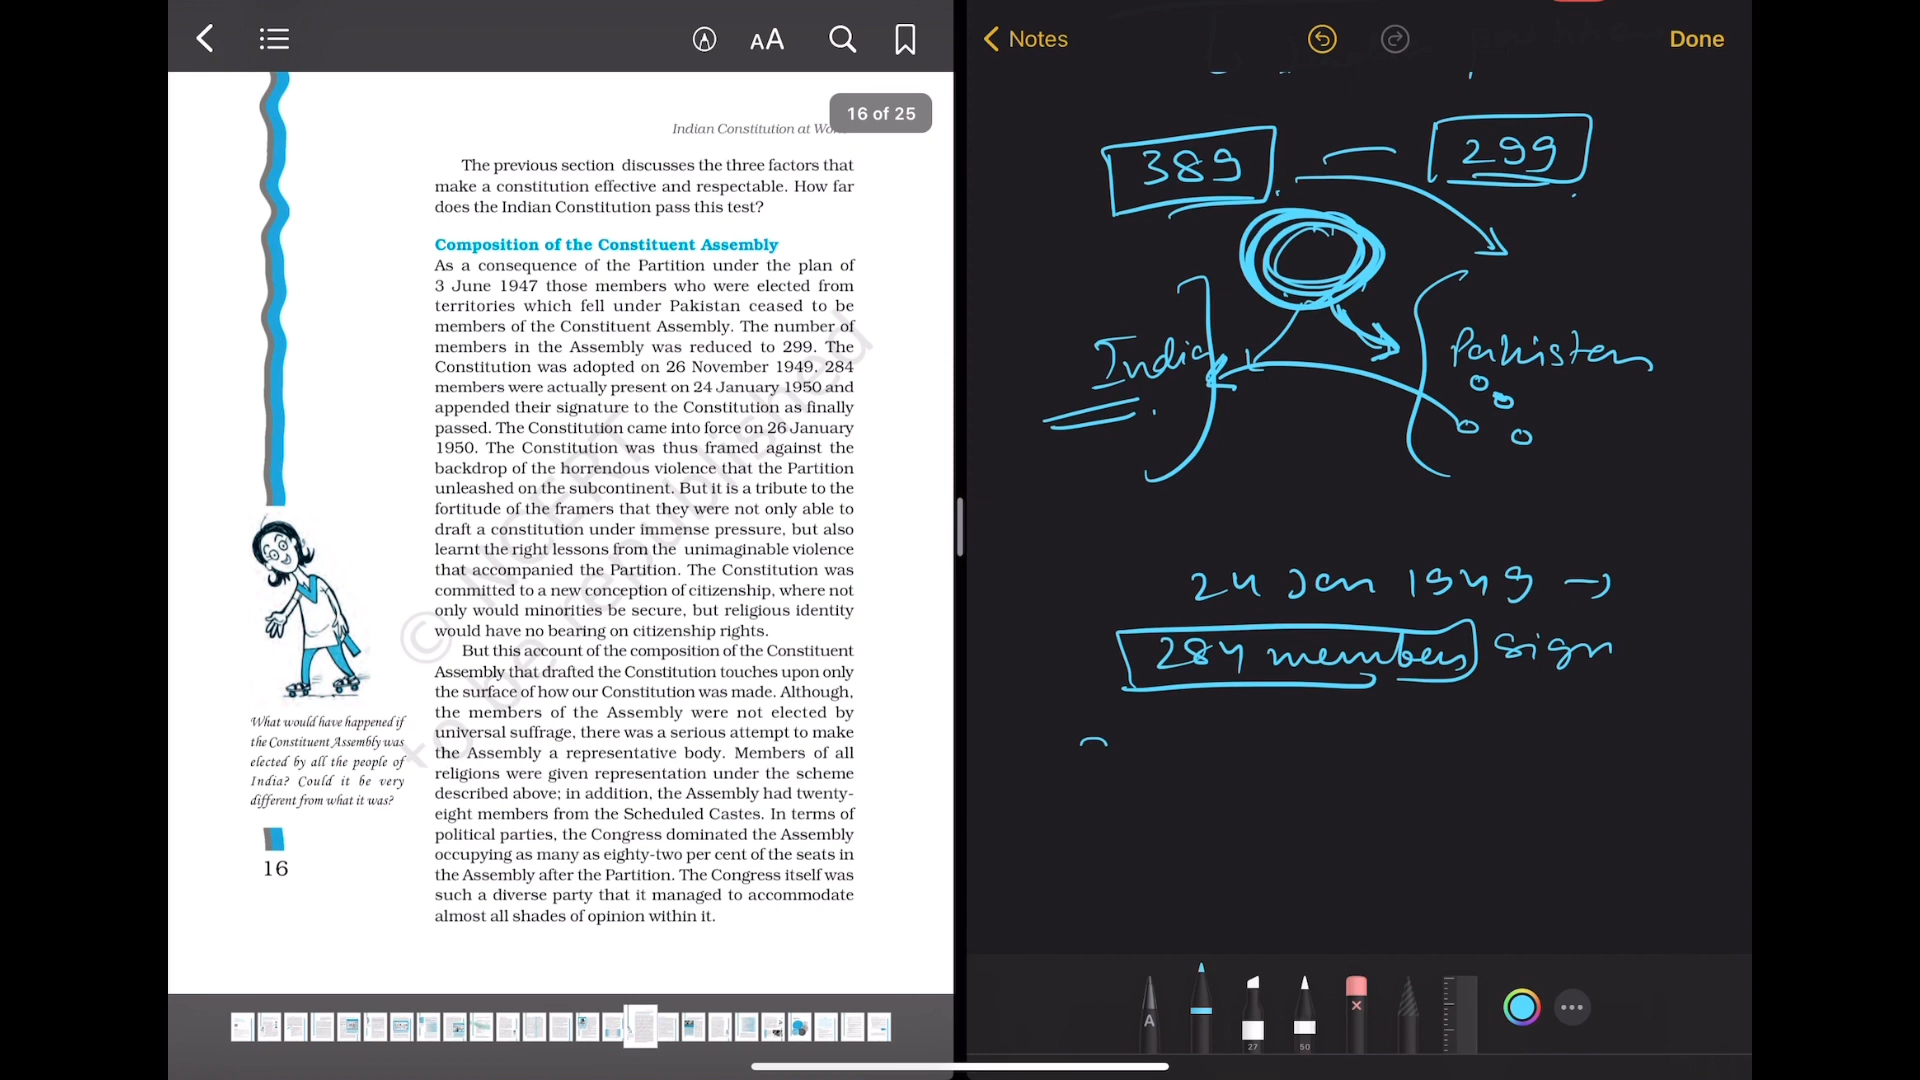 16 of 25
Indian Constitution at Wo
The previous section discusses the three factors that
make a constitution effective and respectable. How far
does the Indian Constitution pass this test?
Composition of the Constituent Assembly
As a consequence of the Partition under the plan of
3 June 1947 those members who were elected from
territories which fell under Pakistan ceased to be
members of the Constituent Assembly. The number of
members in the Assembly was reduced to 299. The
Constitution was adopted on 26 November 1949. 284
members were actually present on 24 January 1950 and
appended their signature to the Constitution as finally
passed. The Constitution came into force on 26 January
1950. The Constitution was thus framed against the
backdrop of the horrendous violence that the Partition
unleashed on the subcontinent. But it is a tribute to the
fortitude of the framers that they were not only able to
draft a constitution under immense pressure, but also
learnt the right lessons from the unimaginable violence
that accompanied the Partition. The Constitution was
committed to a new conception of citizenship, where not
only would minorities be secure, but religious identity
would have no bearing on citizenship rights.
But this account of the composition of the Constituent
Assembly that drafted the Constitution touches upon only
the surface of how our Constitution was made. Although,
the members of the Assembly were not elected by
universal suffrage, there was a serious attempt to make
the Assembly a representative body. Members of all
religions were given representation under the scheme
described above; in addition, the Assembly had twenty-
eight members from the Scheduled Castes. In terms of
political parties, the Congress dominated the Assembly
occupying as many as eighty-two per cent of the seats in
the Assembly after the Partition. The Congress itself was
such a diverse party that it managed to accommodate
almost all shades of opinion within it.
What would have happened if
the Constituent Assembly was
elected by all the people of
India? Could it be very
different from what it was?
16
© NCERT
to be republished
AA
Notes
Done
389
299
India
Pakistan
24 Jan 1949 →
284 members sign
A
27
50